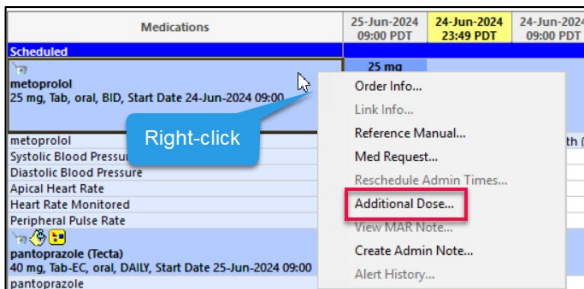 Medications
25-Jun-2024
09:00 PDT
24-Jun-2024
23:49 PDT
24-Jun-2024
09:00 PDT
Scheduled
metoprolol
25 mg, Tab, oral, BID, Start Date 24-Jun-2024 09:00
25 mg
Right-click
Order Info...
Link Info...
Reference Manual...
Med Request...
Reschedule Admin Times...
Additional Dose...
View MAR Note...
Create Admin Note...
Alert History...
metoprolol
Systolic Blood Pressu
Diastolic Blood Pressure
Apical Heart Rate
Heart Rate Monitored
Peripheral Pulse Rate
pantoprazole (Tecta)
40 mg, Tab-EC, oral, DAILY, Start Date 25-Jun-2024 09:00
pantoprazole